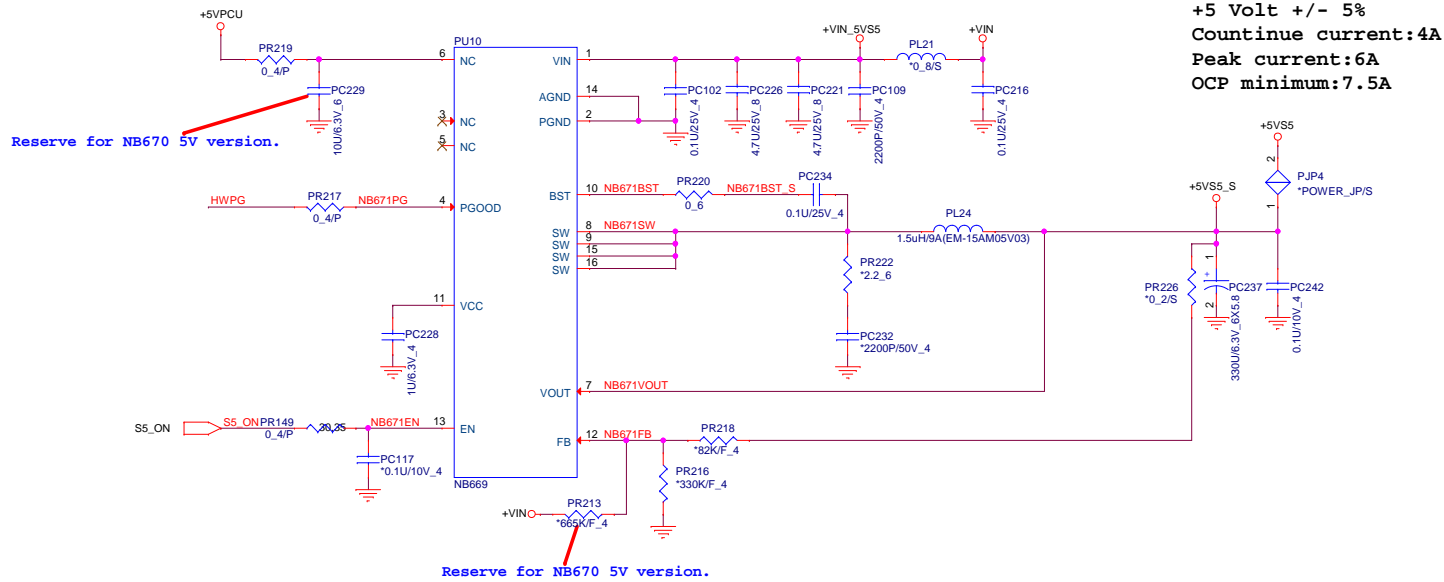 +5 Volt +/- 5%
Countinue current:4A
Peak current:6A
OCP minimum:7.5A
+5VPCU
PR219
0_4/P
PC229
10U/6.3V_6
Reserve for NB670 5V version.
HWPG
PR217
0_4/P
NB671PG
PC228
1U/6.3V_4
S5_ON
S5_ON
PR149
0_4/P
30,35
NB671EN
PC117
*0.1U/10V_4
PU10
6 NC
3 NC
5 NC
4 PGOOD
11 VCC
13 EN
VIN 1
AGND 14
PGND 2
BST 10
SW 8
SW 9
SW 15
SW 16
VOUT 7
FB 12
NB669
+VIN_5VS5
PL21
*0_8/S
+VIN
PC102
0.1U/25V_4
PC226
4.7U/25V_8
PC221
4.7U/25V_8
PC109
2200P/50V_4
PC216
0.1U/25V_4
NB671BST
PR220
0_6
NB671BST_S
PC234
0.1U/25V_4
NB671SW
PL24
1.5uH/9A(EM-15AM05V03)
PR222
*2.2_6
PC232
*2200P/50V_4
NB671VOUT
NB671FB
PR218
*82K/F_4
PR216
*330K/F_4
+VIN
PR213
*665K/F_4
Reserve for NB670 5V version.
+5VS5
2
PJP4
*POWER_JP/S
1
+5VS5_S
PR226
*0_2/S
1
+
2
PC237
330U/6.3V_6X5.8
PC242
0.1U/10V_4